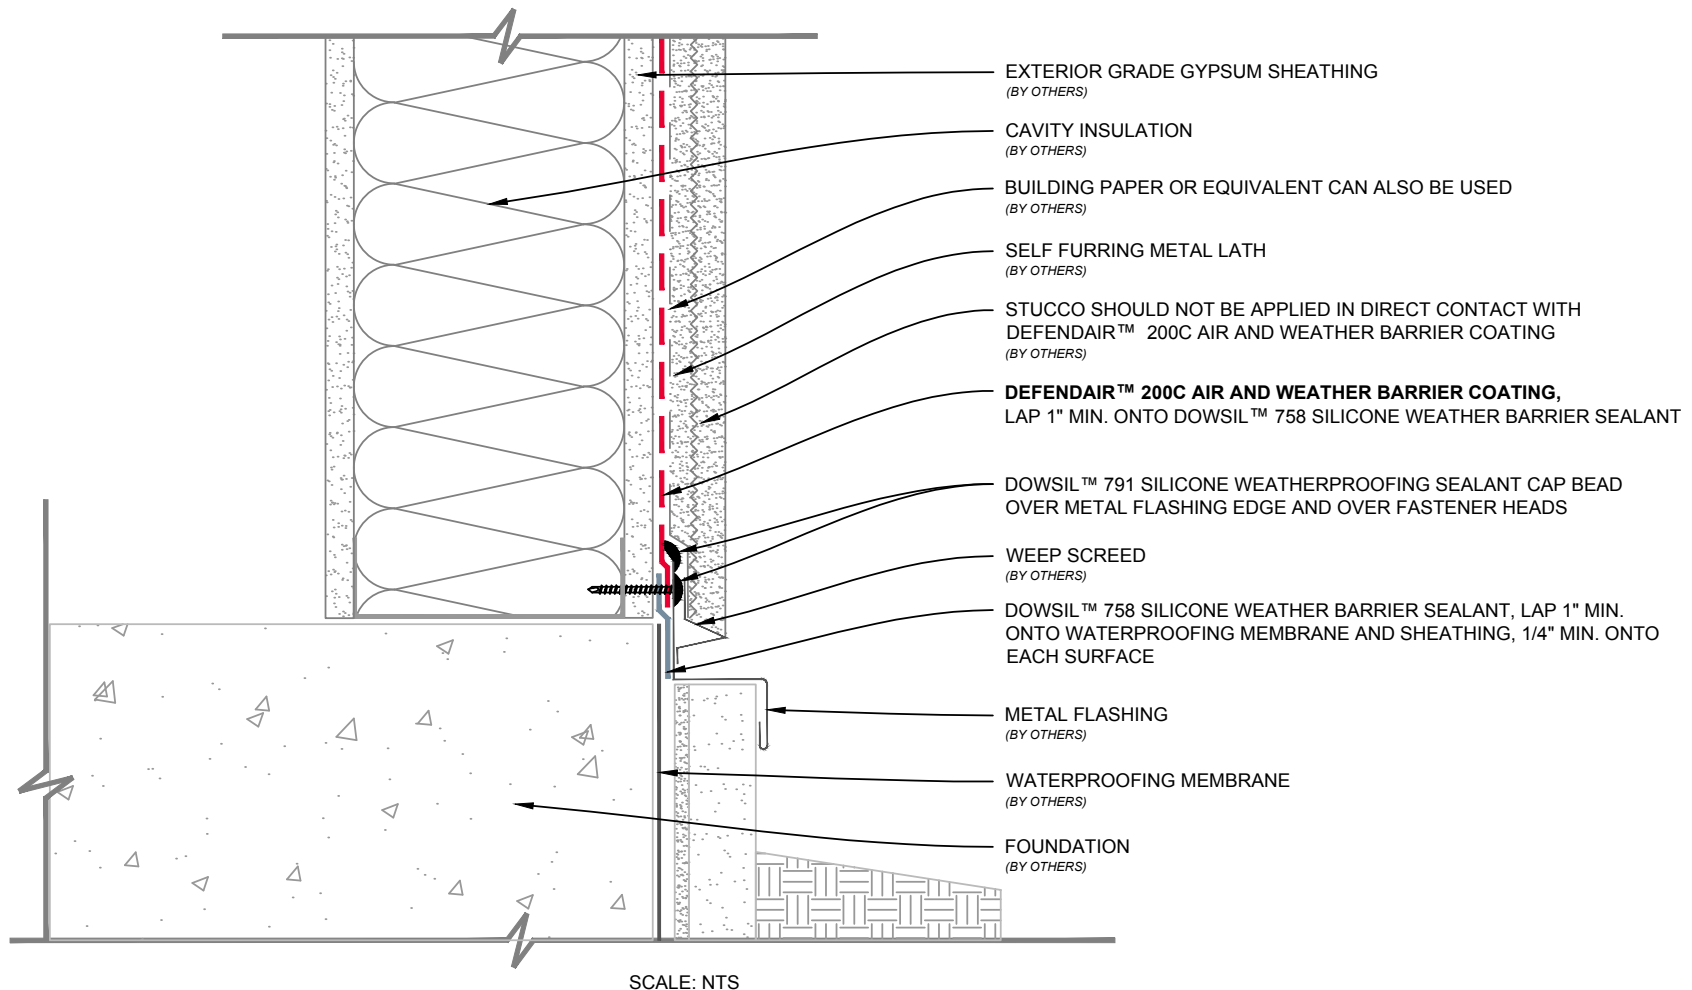 EXTERIOR GRADE GYPSUM SHEATHING
(BY OTHERS)
CAVITY INSULATION
(BY OTHERS)
BUILDING PAPER OR EQUIVALENT CAN ALSO BE USED
(BY OTHERS)
SELF FURRING METAL LATH
(BY OTHERS)
STUCCO SHOULD NOT BE APPLIED IN DIRECT CONTACT WITH
DEFENDAIR™ 200C AIR AND WEATHER BARRIER COATING
(BY OTHERS)
DEFENDAIR™ 200C AIR AND WEATHER BARRIER COATING,
LAP 1" MIN. ONTO DOWSIL™ 758 SILICONE WEATHER BARRIER SEALANT
DOWSIL™ 791 SILICONE WEATHERPROOFING SEALANT CAP BEAD
OVER METAL FLASHING EDGE AND OVER FASTENER HEADS
WEEP SCREED
(BY OTHERS)
DOWSIL™ 758 SILICONE WEATHER BARRIER SEALANT, LAP 1" MIN.
ONTO WATERPROOFING MEMBRANE AND SHEATHING, 1/4" MIN. ONTO
EACH SURFACE
METAL FLASHING
(BY OTHERS)
WATERPROOFING MEMBRANE
(BY OTHERS)
FOUNDATION
(BY OTHERS)
SCALE: NTS